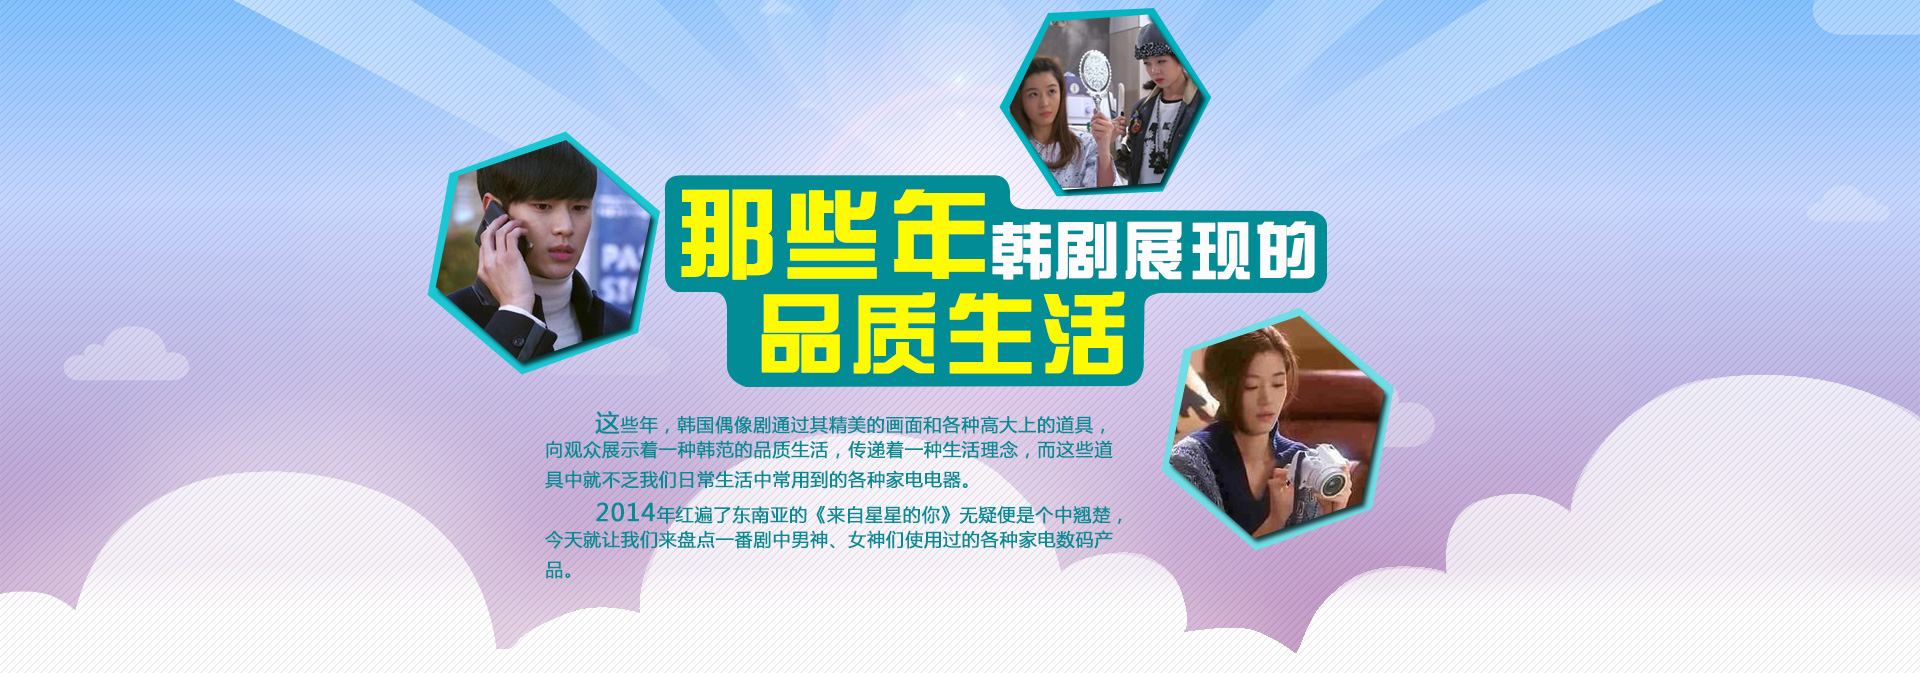 那些年韩剧展现的
品质生活
这些年，韩国偶像剧通过其精美的画面和各种高大上的道具，
向观众展示着一种韩范的品质生活，传递着一种生活理念，而这些道
具中就不乏我们日常生活中常用到的各种家电电器。
2014年红遍了东南亚的《来自星星的你》无疑便是个中翘楚，
今天就让我们来盘点一番剧中男神、女神们使用过的各种家电数码产
品。